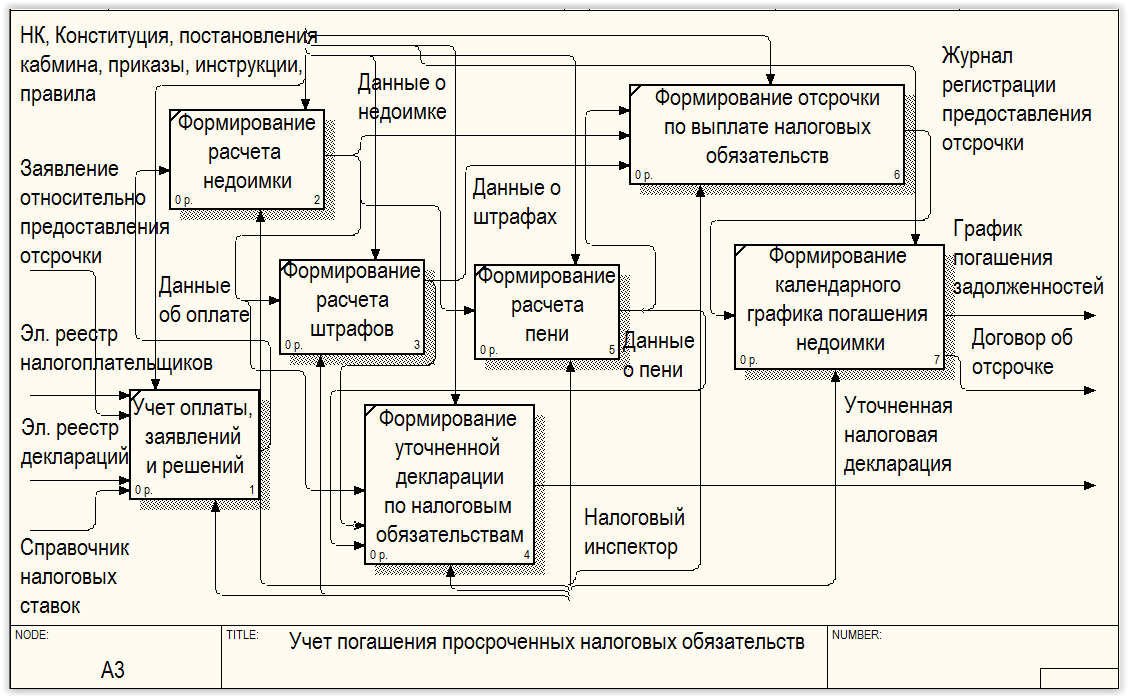 НК, Конституция, постановления
кабмина, приказы, инструкции,
правила
Данные о
недоимке
Журнал
регистрации
предоставления
отсрочки
Формирование
расчета
недоимки
0 р.
2
Формирование отсрочки
по выплате налоговых
обязательств
0 р.
6
Заявление
относительно
предоставления
отсрочки
Данные о
штрафах
График
погашения
задолженностей
Данные
об оплате
Формирование
расчета
штрафов
0 р.
3
Формирование
расчета
пени
0 р.
5
Формирование
календарного
графика погашения
недоимки
0 р.
7
Эл. реестр
налогоплательщиков
Данные
о пени
Договор об
отсрочке
Учет оплаты,
заявлений
и решений
0 р.
1
Эл. реестр
деклараций
Формирование
уточненной
декларации
по налоговым
обязательствам
0 р.
4
Уточненная
налоговая
декларация
Справочник
налоговых
ставок
Налоговый
инспектор
NODE:
A3
TITLE:
Учет погашения просроченных налоговых обязательств
NUMBER: